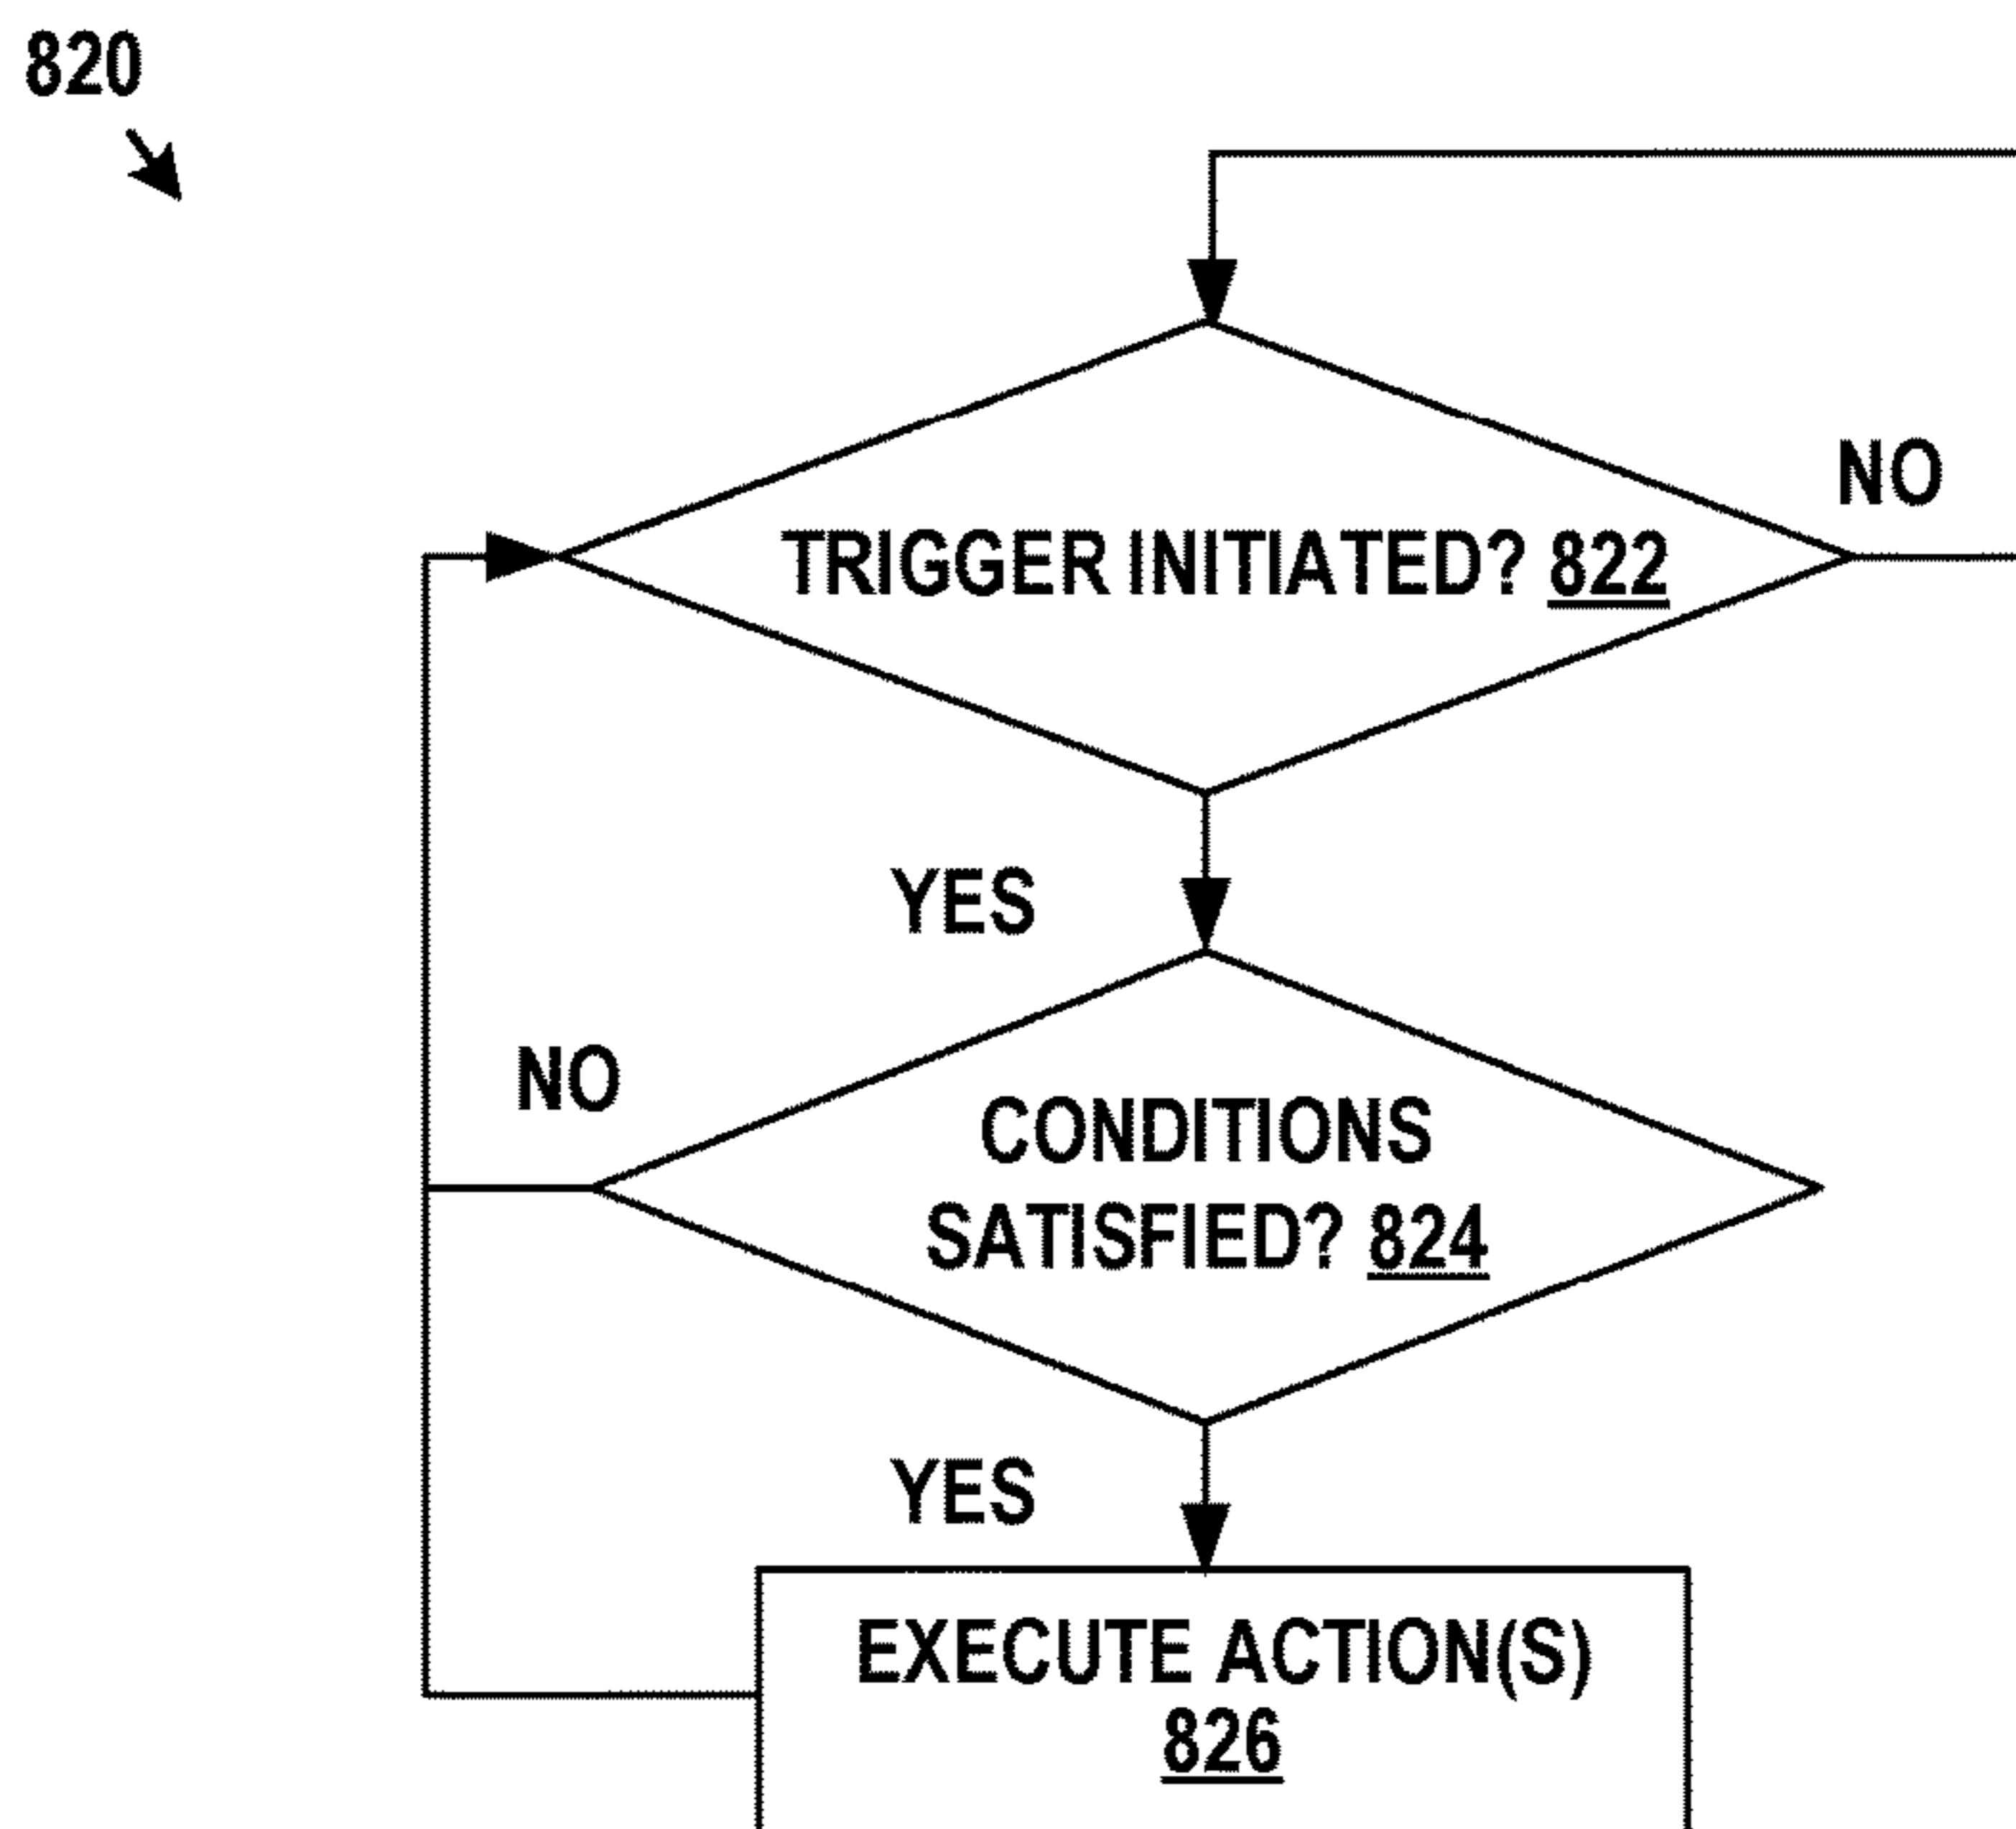 820
NO
TRIGGER INITIATED? 822
YES
NO
CONDITIONS
SATISFIED? 824
YES
EXECUTE ACTION(S)
826